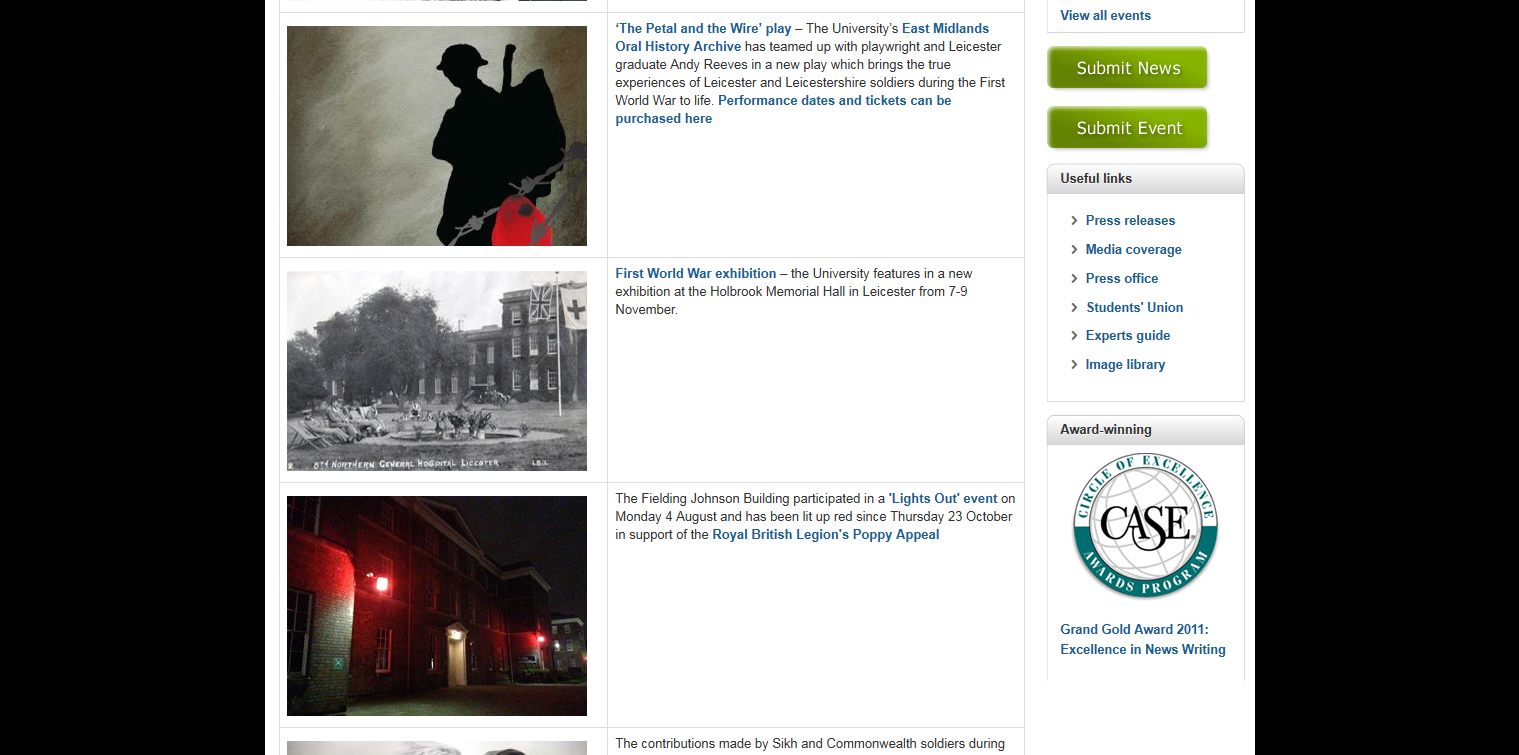 ‘The Petal and the Wire’ play – The University’s East Midlands
Oral History Archive has teamed up with playwright and Leicester
graduate Andy Reeves in a new play which brings the true
experiences of Leicester and Leicestershire soldiers during the First
World War to life. Performance dates and tickets can be
purchased here
First World War exhibition – the University features in a new
exhibition at the Holbrook Memorial Hall in Leicester from 7-9
November.
5TH NORTHERN GENERAL HOSPITAL LICESTER
The Fielding Johnson Building participated in a 'Lights Out' event on
Monday 4 August and has been lit up red since Thursday 23 October
in support of the Royal British Legion's Poppy Appeal
The contributions made by Sikh and Commonwealth soldiers during
View all events
Submit News
Submit Event
Useful links
Press releases
Media coverage
Press office
Students' Union
Experts guide
Image library
Award-winning
CIRCLE OF EXCELLENCE
CASE
AWARDS PROGRAM
Grand Gold Award 2011:
Excellence in News Writing